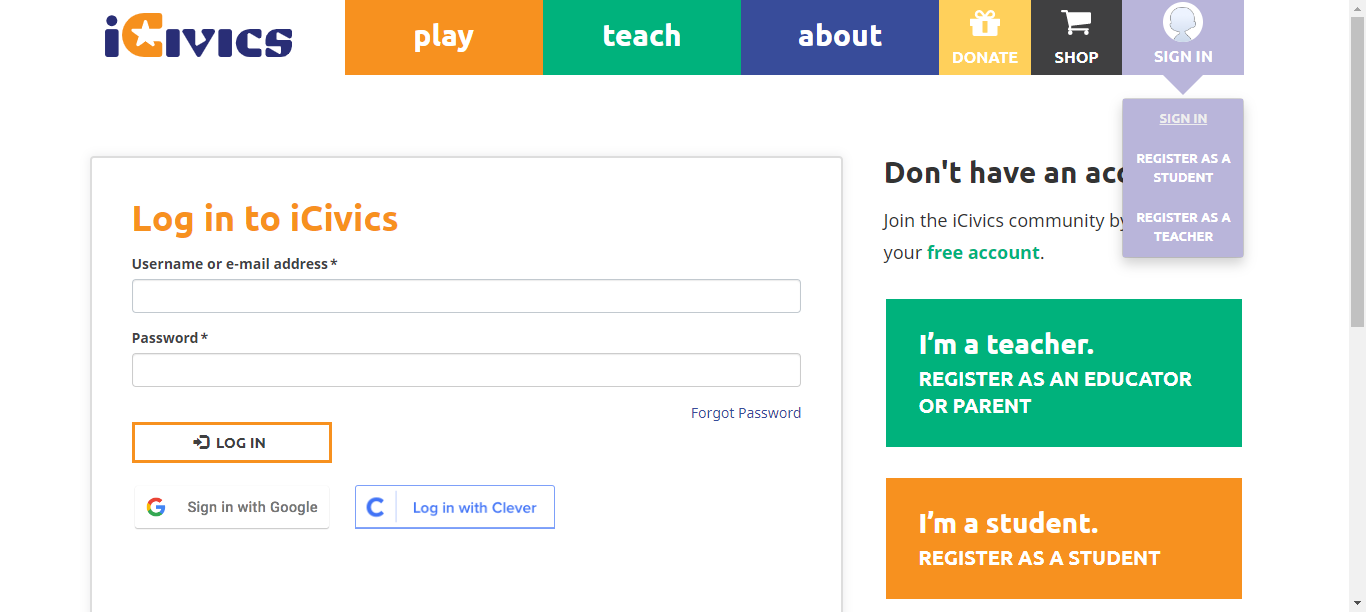 iCivics
play
teach
about
DONATE
SHOP
SIGN IN
SIGN IN
REGISTER AS A
STUDENT
REGISTER AS A
TEACHER
Log in to iCivics
Username or e-mail address*
Password*
Forgot Password
LOG IN
Sign in with Google
Log in with Clever
Don't have an acc
Join the iCivics community by
your free account.
I'm a teacher.
REGISTER AS AN EDUCATOR
OR PARENT
I'm a student.
REGISTER AS A STUDENT